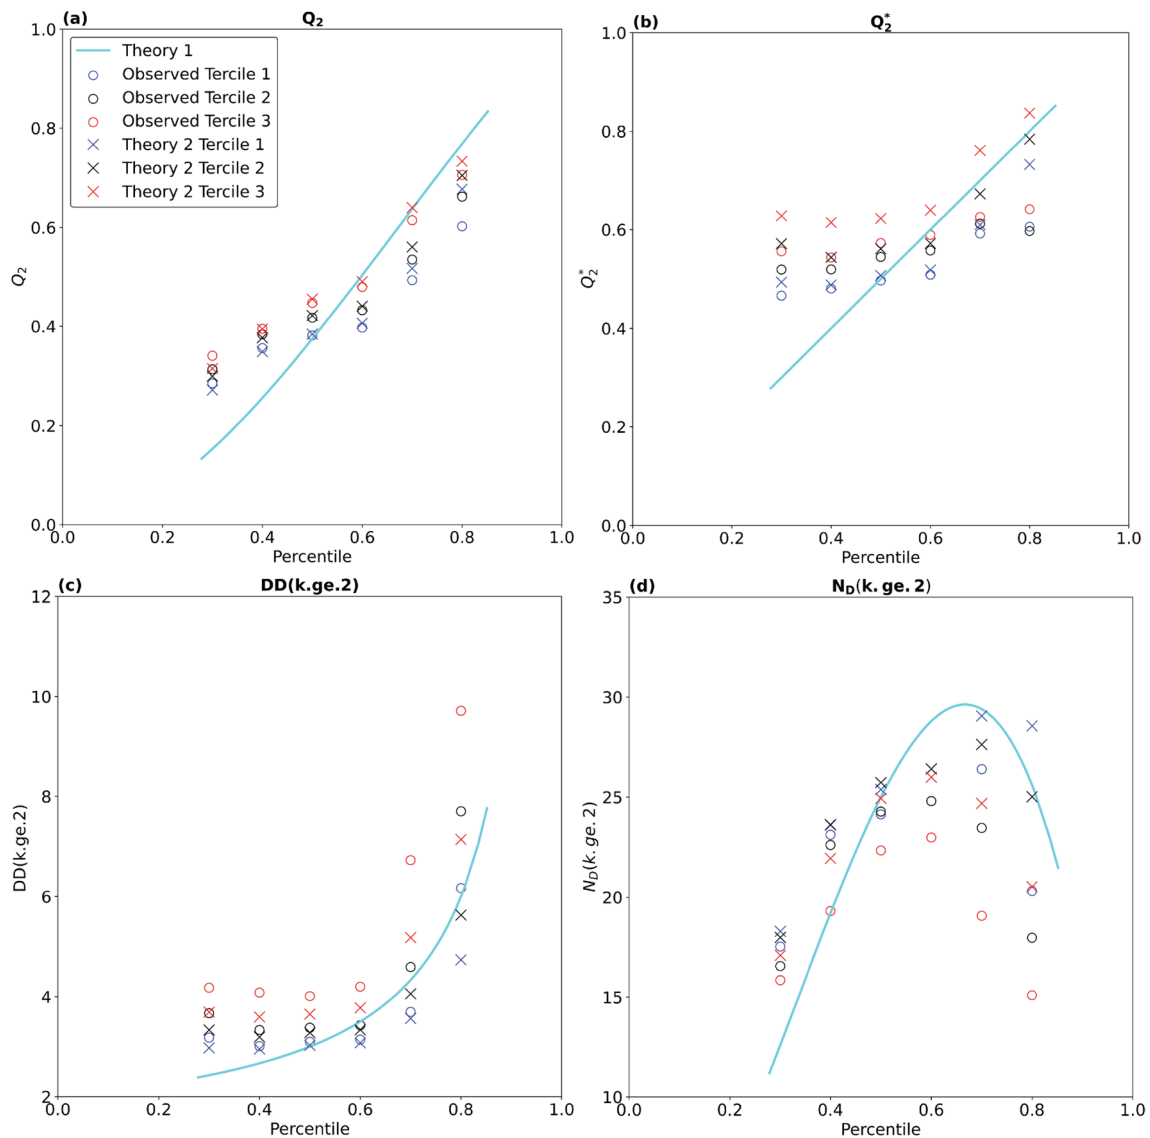 (a) Q2
1.0
0.8
0.6
0.4
0.2
0.0
Q2
Theory 1
Observed Tercile 1
Observed Tercile 2
Observed Tercile 3
Theory 2 Tercile 1
Theory 2 Tercile 2
Theory 2 Tercile 3
0.0 0.2 0.4 0.6 0.8 1.0
Percentile
(b) Q2*
1.0
0.8
0.6
0.4
0.2
0.0
Q2*
0.0 0.2 0.4 0.6 0.8 1.0
Percentile
(c) DD(k.ge.2)
12
10
8
6
4
2
DD(k.ge.2)
0.0 0.2 0.4 0.6 0.8 1.0
Percentile
(d) ND(k.ge.2)
35
30
25
20
15
10
ND(k.ge.2)
0.0 0.2 0.4 0.6 0.8 1.0
Percentile